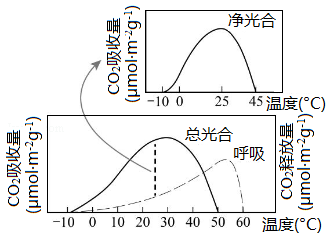 净光合
CO₂吸收量
(μmol·m⁻²g⁻¹)
-10 0 25 45 温度(°C)
总光合
呼吸
CO₂吸收量
(μmol·m⁻²g⁻¹)
CO₂释放量
(μmol·m⁻²g⁻¹)
-10 0 10 20 30 40 50 60 温度(°C)